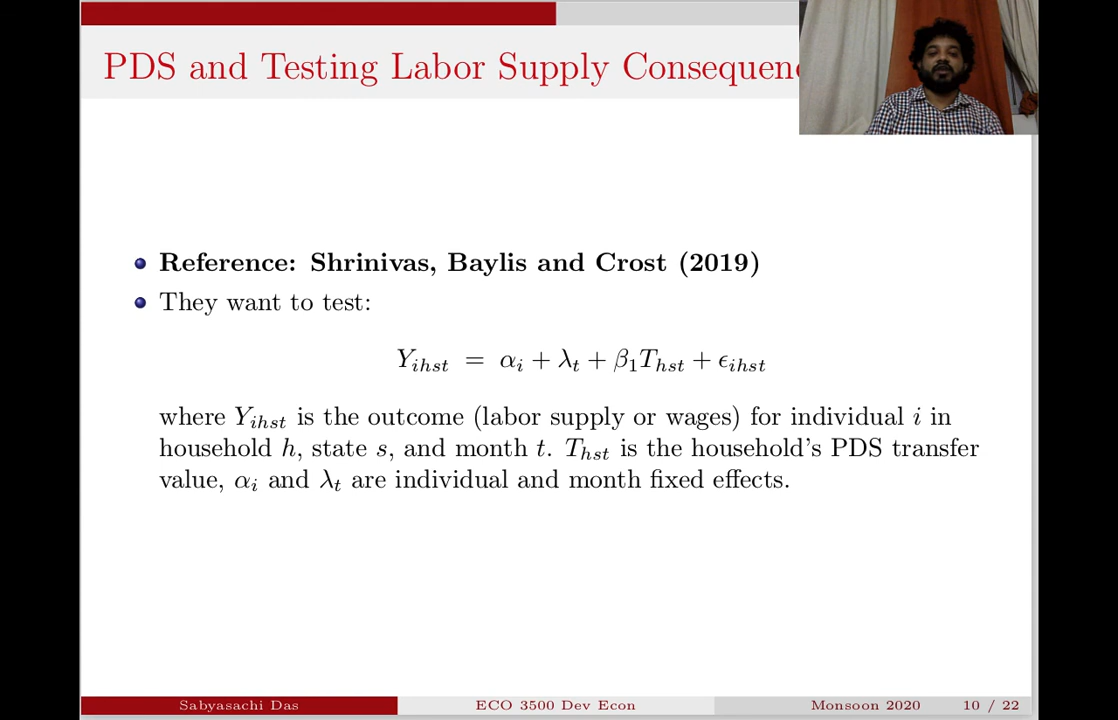 PDS and Testing Labor Supply
Reference: Shrinivas, Baylis and Crost (2019)
They want to test:
Y_{ihst} = α_i + λ_t + β_1 T_{hst} + ϵ_{ihst}
where Y_{ihst} is the outcome (labor supply or wages) for individual i in
household h, state s, and month t. T_{hst} is the household's PDS transfer
value, α_i and λ_t are individual and month fixed effects.
Sabyasachi Das ECO 3500 Dev Econ Monsoon 2020 10 / 22